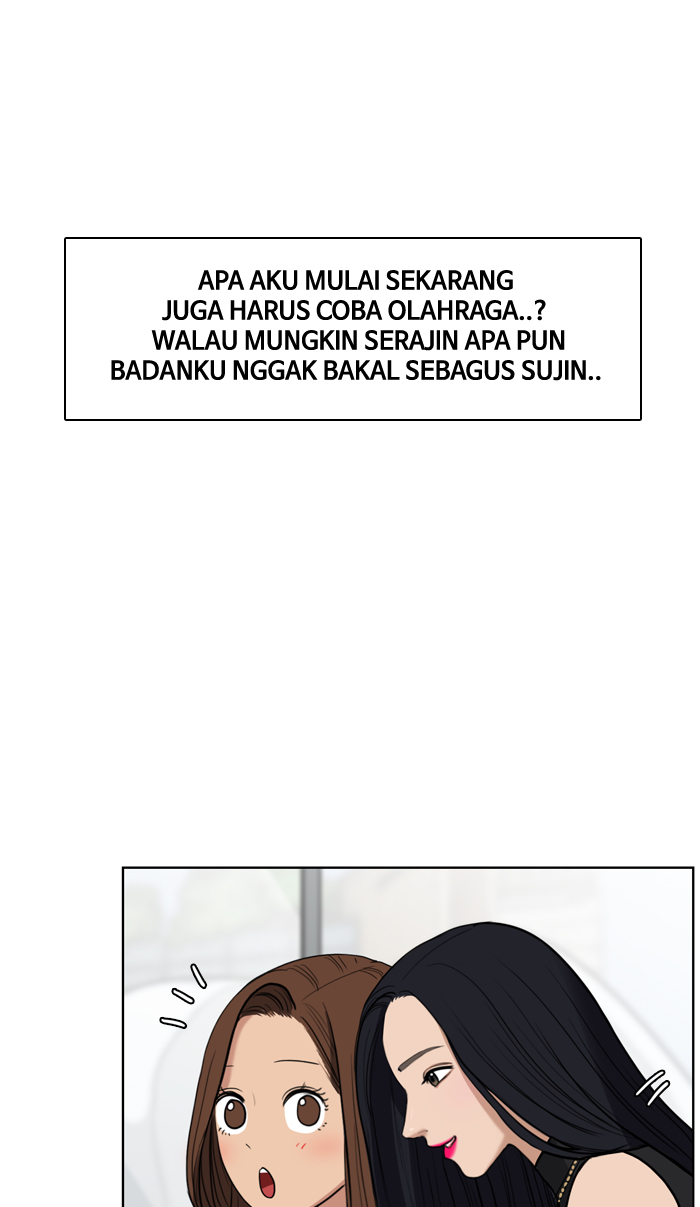 APA AKU MULAI SEKARANG
JUGA HARUS COBA OLAHRAGA..?
WALAU MUNGKIN SERAJIN APA PUN
BADANKU NGGAK BAKAL SEBAGUS SUJIN..